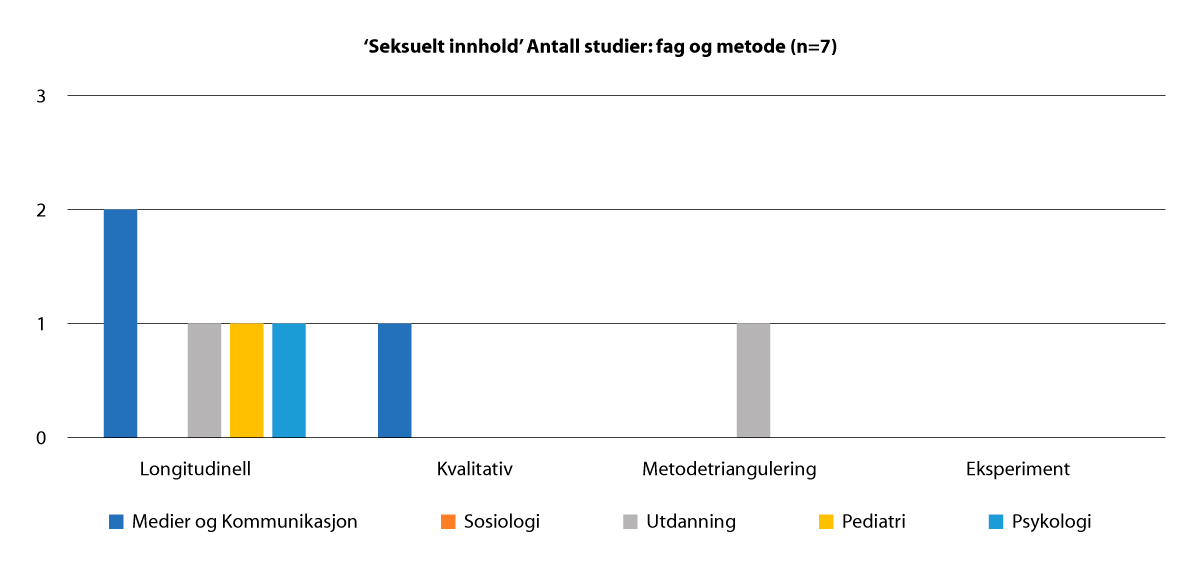 ‘Seksuelt innhold’ Antall studier: fag og metode (n=7)
3
2
1
0
Longitudinell Kvalitativ Metodetriangulering Eksperiment
Medier og Kommunikasjon Sosiologi Utdanning Pediatri Psykologi